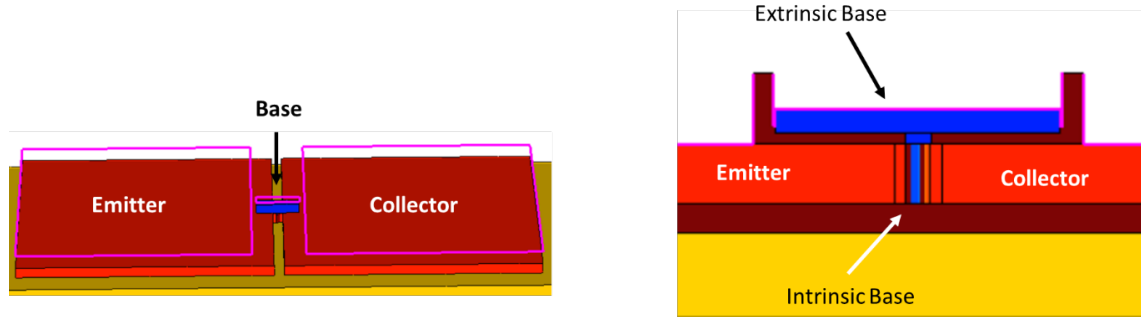 Base
Emitter
Collector
Extrinsic Base
Emitter
Collector
Intrinsic Base